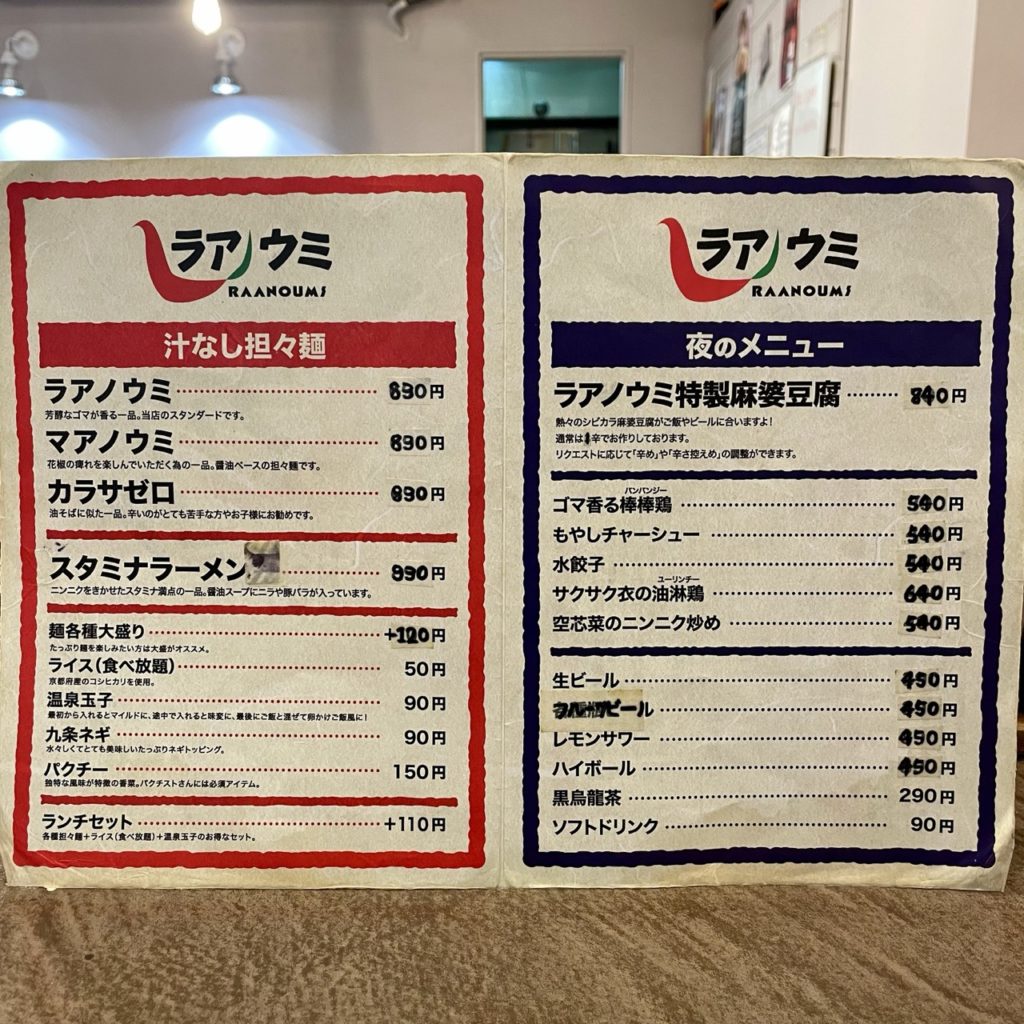 ラアノウミ
RAANOUMI
汁なし担々麺
ラアノウミ 890円
芳醇なゴマが香る一品。当店のスタンダードです。
マアノウミ 890円
花椒の痺れを楽しんでいただく為の一品。醤油ベースの担々麺です。
カラサゼロ 890円
油そばに似た一品。辛いのがとても苦手な方やお子様にお勧めです。
スタミナラーメン 990円
ニンニクをきかせたスタミナ満点の一品。醤油スープにニラや豚バラが入っています。
麺各種大盛り +120円
たっぷり麺を楽しみたい方は大盛がオススメ。
ライス(食べ放題) 50円
京都府産のコシヒカリを使用。
温泉玉子 90円
最初から入れるとマイルドに、途中で入れると味変に、最後にご飯と混ぜて卵かけご飯風に!
九条ネギ 90円
水々しくてとても美味しいたっぷりネギトッピング。
パクチー 150円
独特な風味が特徴の香菜。パクチストさんには必須アイテム。
ランチセット +110円
各種担々麺+ライス(食べ放題)+温泉玉子のお得なセット。
ラアノウミ
RAANOUMI
夜のメニュー
ラアノウミ特製麻婆豆腐 840円
熱々のシビカラ麻婆豆腐がご飯やビールに合いますよ!
通常は 辛でお作りしております。
リクエストに応じて「辛め」や「辛さ控えめ」の調整ができます。
バンバンジー
ゴマ香る棒棒鶏 540円
もやしチャーシュー 540円
水餃子 540円
ユーリンチー
サクサク衣の油淋鶏 640円
空芯菜のニンニク炒め 540円
生ビール 450円
ビール 450円
レモンサワー 450円
ハイボール 450円
黒烏龍茶 290円
ソフトドリンク 90円